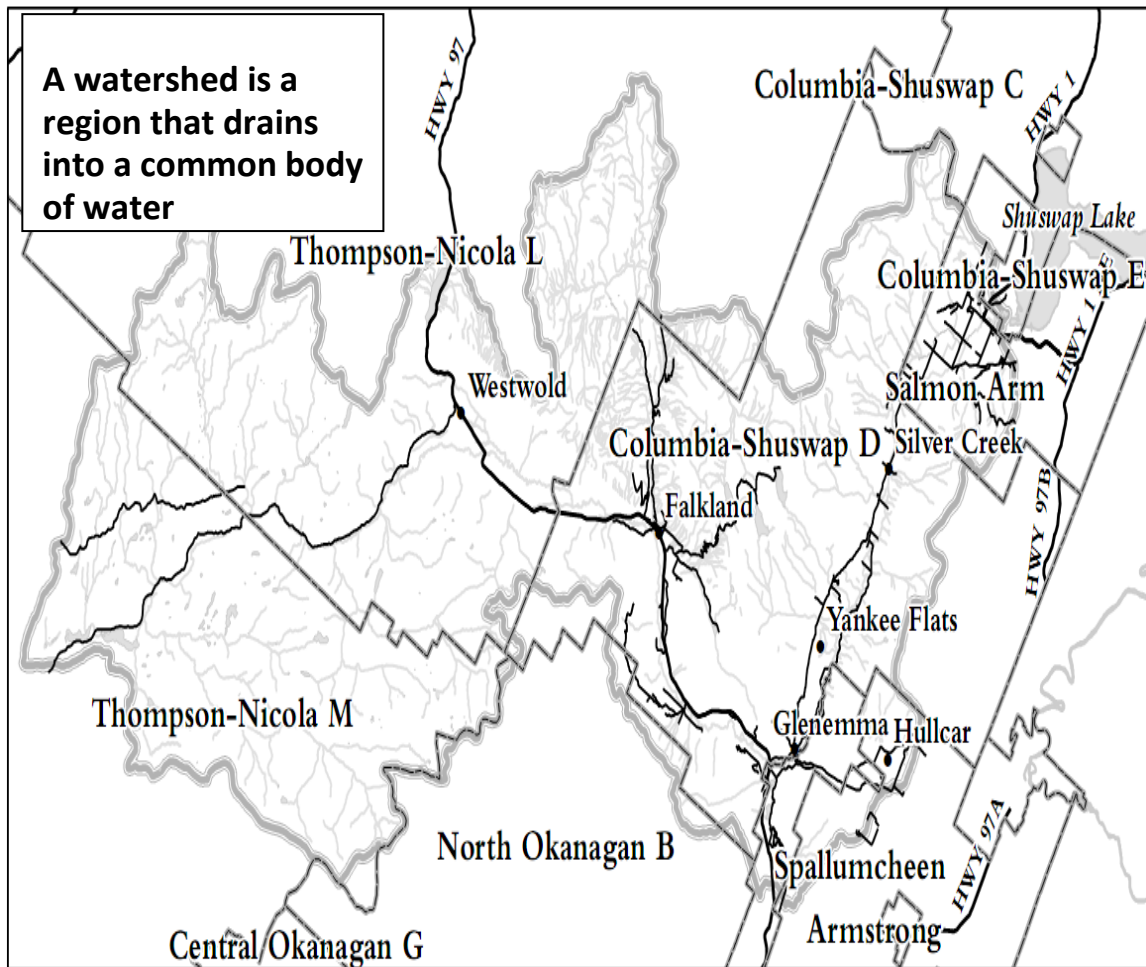 A watershed is a
region that drains
into a common body
of water
HWY 97
Columbia-Shuswap C
HWY 1
Shuswap Lake
Thompson-Nicola L
Columbia-Shuswap E
HWY 1 E
Westwold
Salmon Arm
Columbia-Shuswap D
Silver Creek
Falkland
HWY 97B
Yankee Flats
Thompson-Nicola M
Glenemma
Hullcar
HWY 97A
North Okanagan B
Spallumcheen
Armstrong
Central Okanagan G